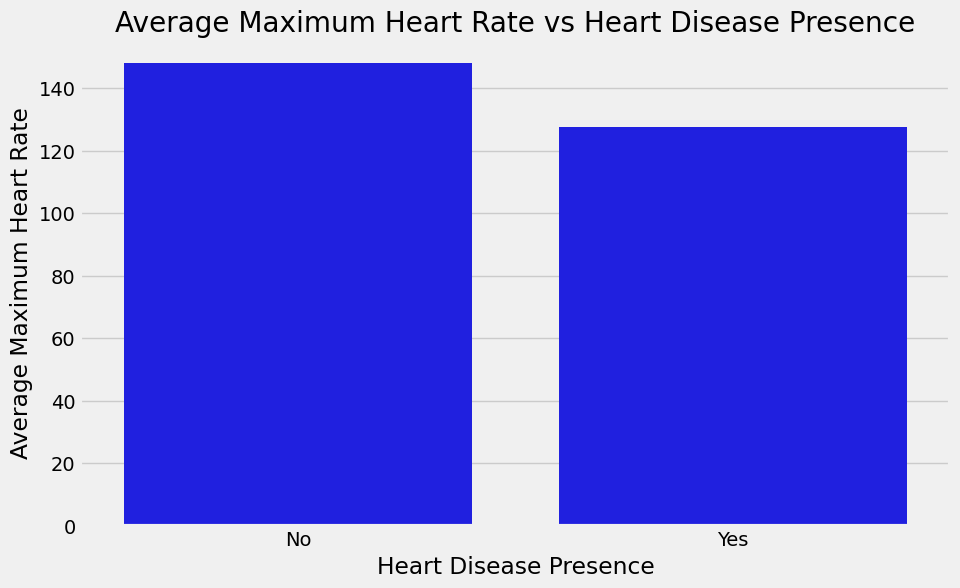 Average Maximum Heart Rate vs Heart Disease Presence
Average Maximum Heart Rate
140
120
100
80
60
40
20
0
No
Yes
Heart Disease Presence